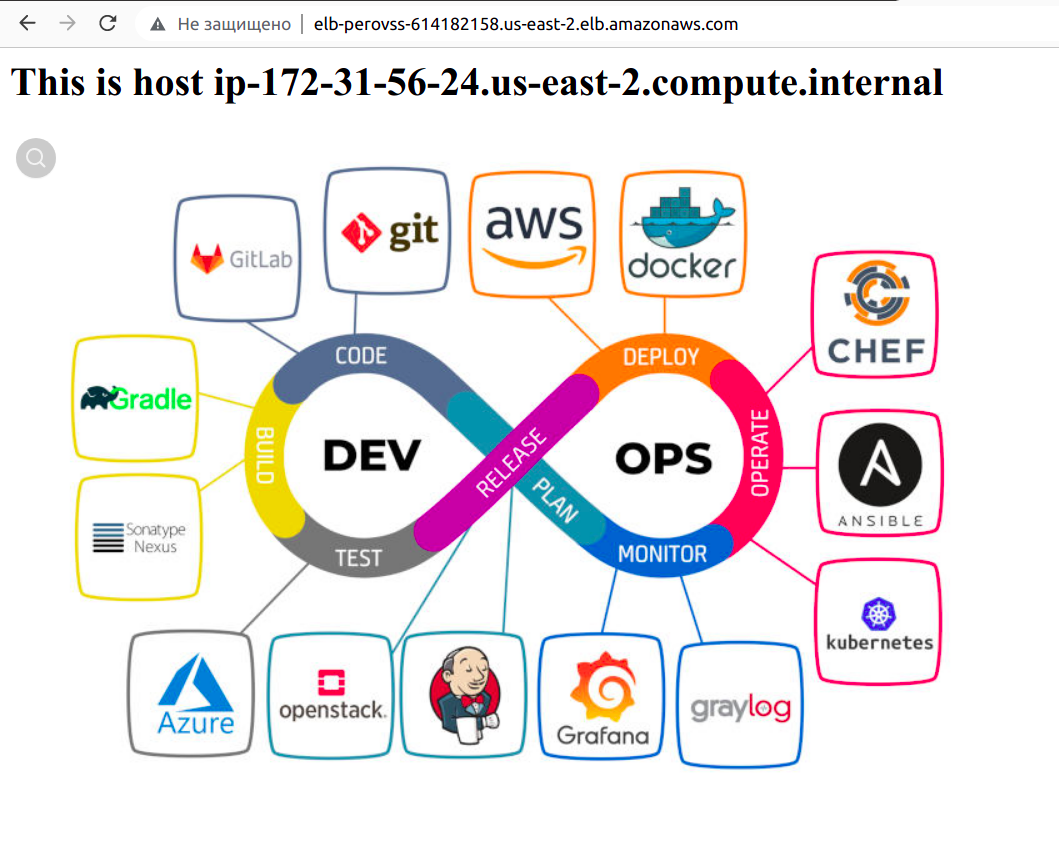 Не защищено
elb-perovss-614182158.us-east-2.elb.amazonaws.com
This is host ip-172-31-56-24.us-east-2.compute.internal
GitLab
git
aws
docker
CHEF
Gradle
CODE
DEPLOY
BUILD
DEV
RELEASE
OPS
OPERATE
PLAN
ANSIBLE
Sonatype
Nexus
TEST
MONITOR
kubernetes
Azure
openstack.
Grafana
graylog